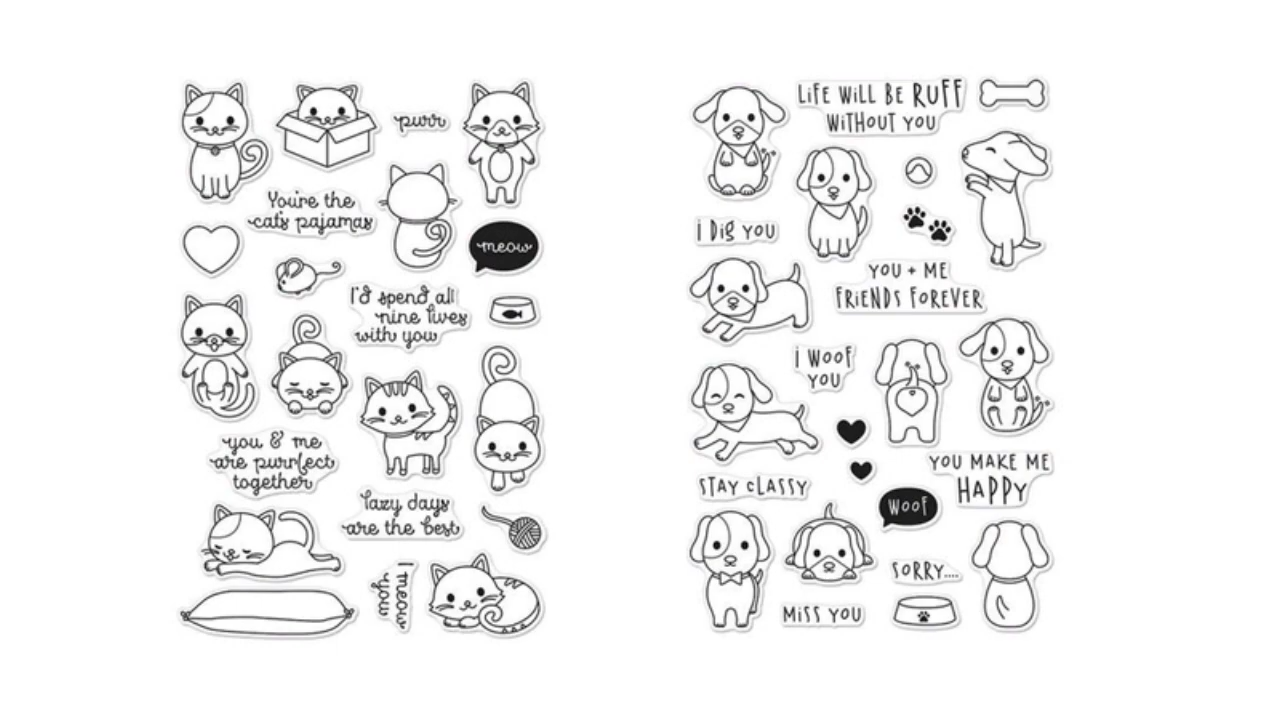 purr
You're the
cat's pajamas
meow
I'd spend all
nine lives
with you
you & me
are purrfect
together
lazy days
are the best
I meow
you
LiFE WiLL BE RUFF
WiTHOUT YOU
i DiG YOU
YOU + ME
FRiENDS FOREVER
i WOOF
YOU
YOU MAKE ME
HAPPY
STAY cLASSY
WOOF
SORRY....
MiSS YOU